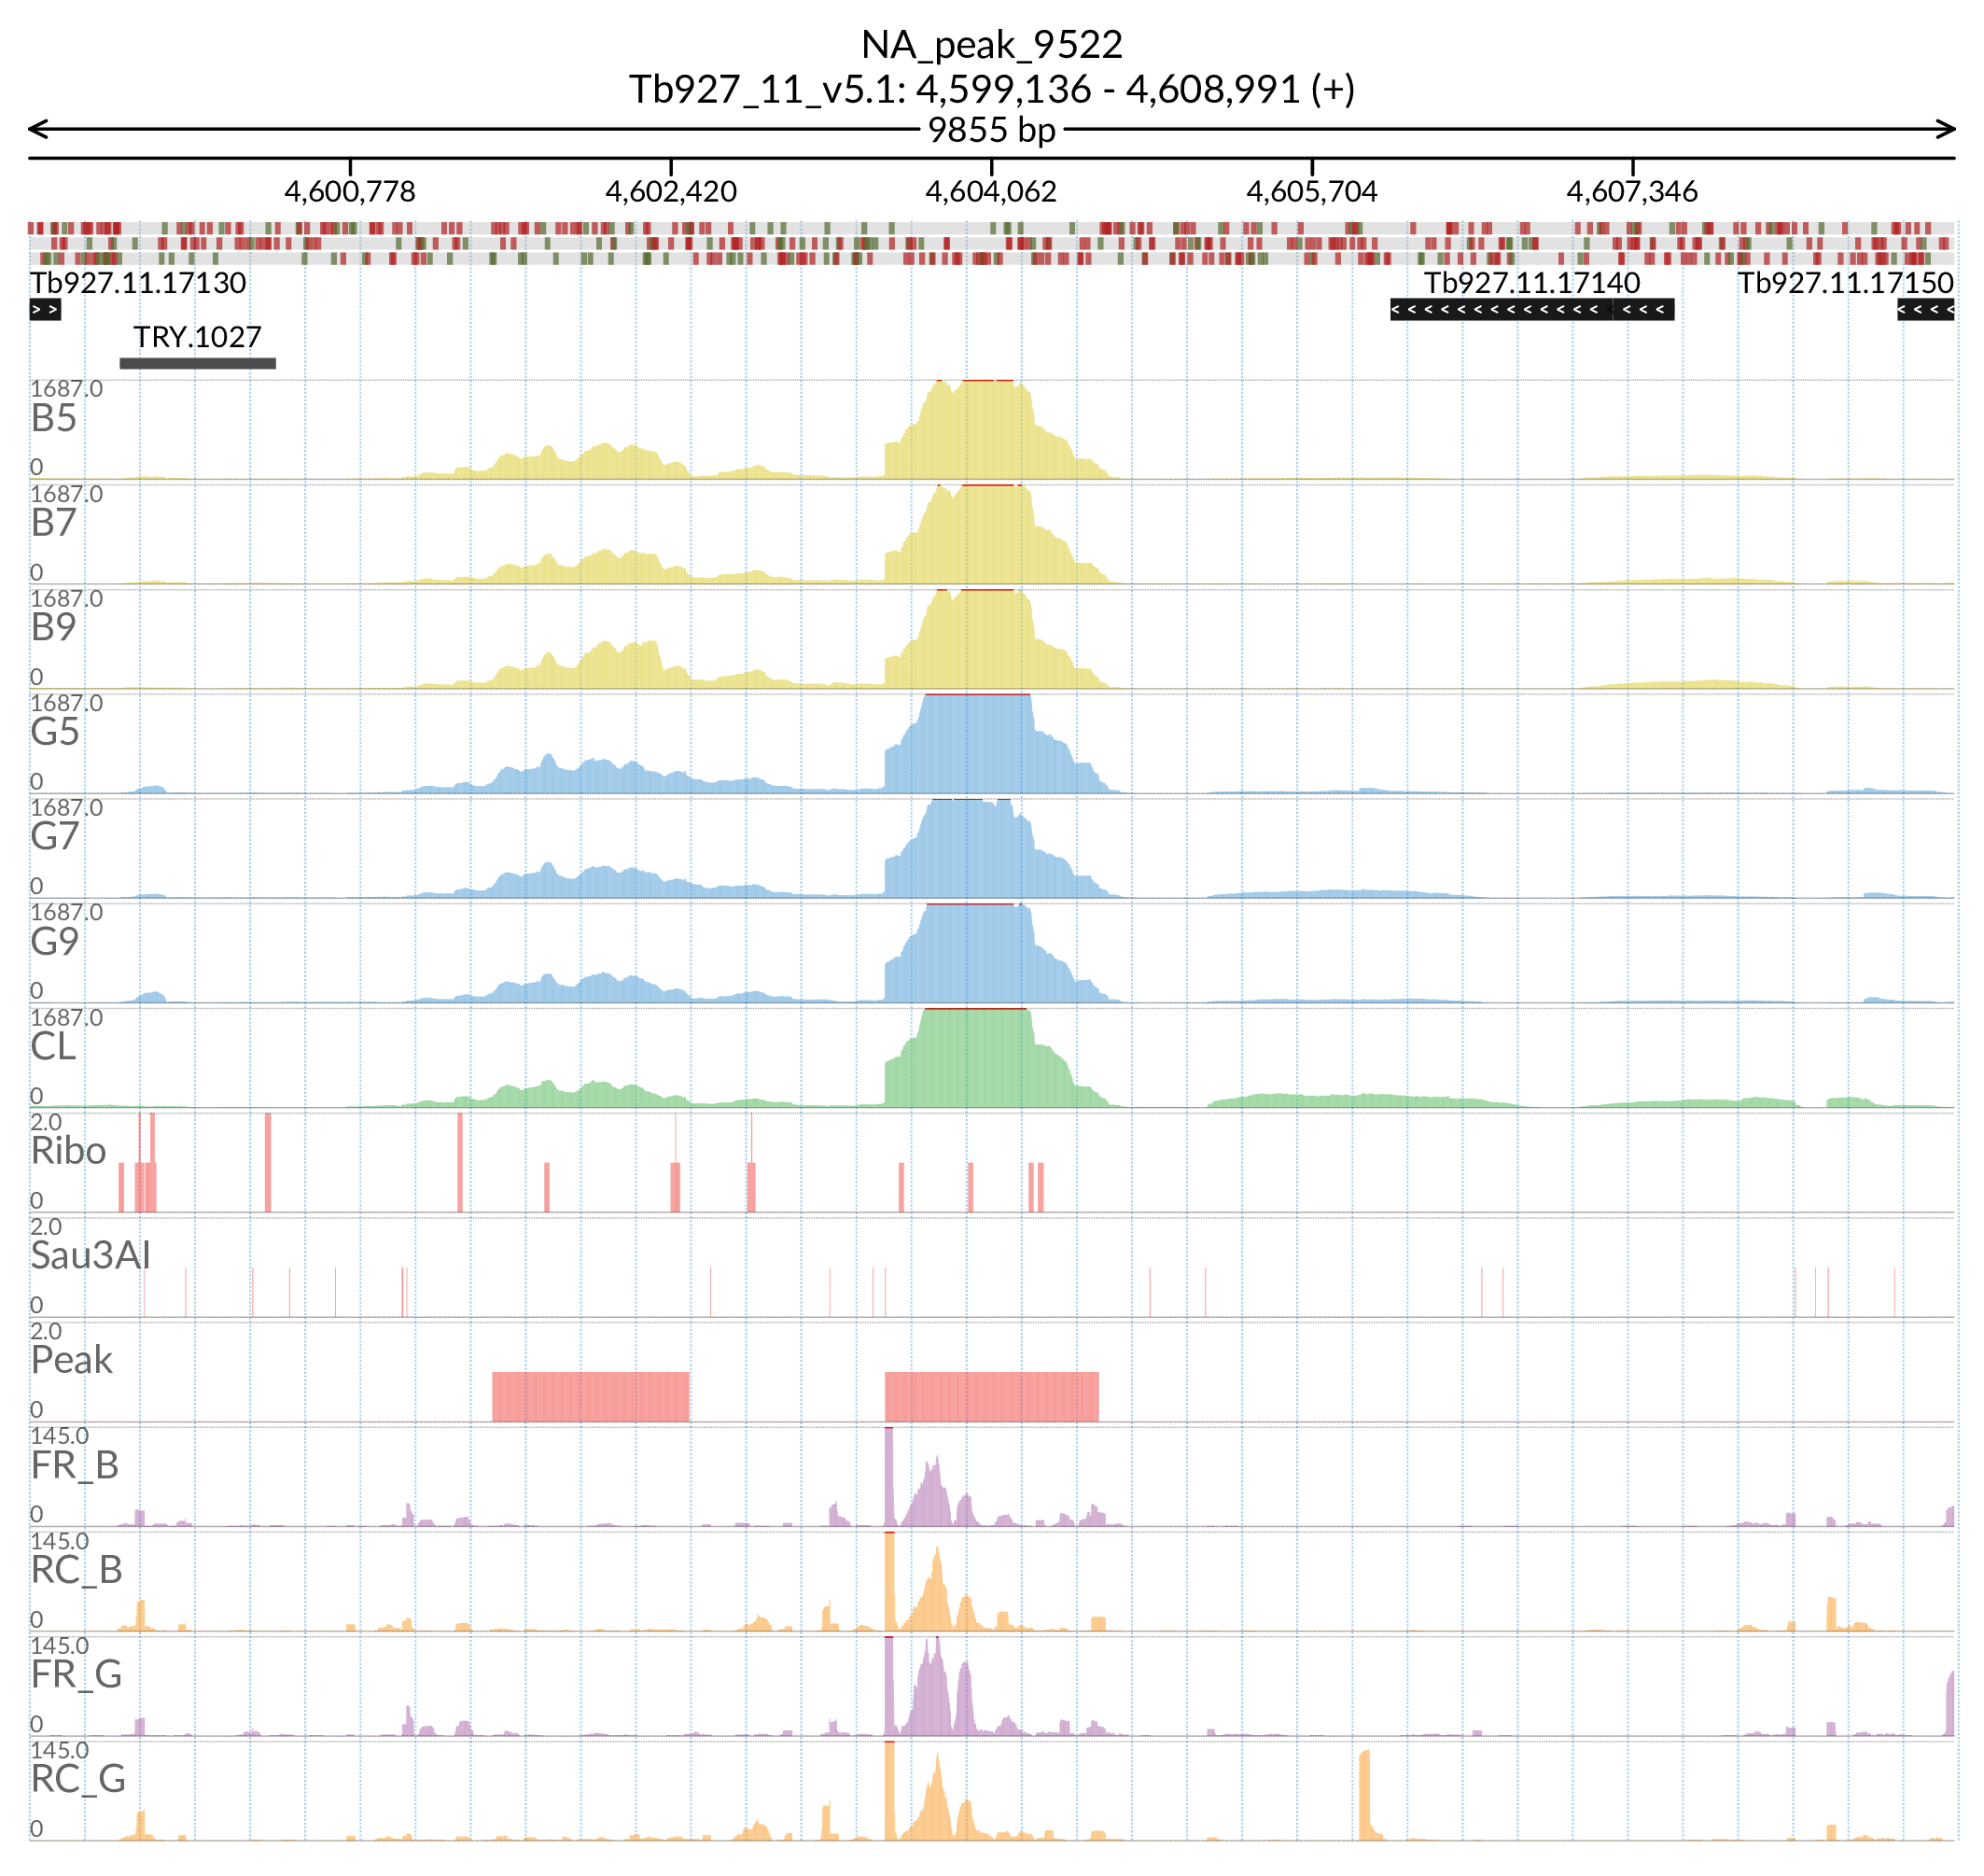 NA_peak_9522
Tb927_11_v5.1: 4,599,136 - 4,608,991 (+)
9855 bp
4,600,778 4,602,420 4,604,062 4,605,704 4,607,346
Tb927.11.17130 Tb927.11.17140 Tb927.11.17150
TRY.1027
1687.0
B5
0
1687.0
B7
0
1687.0
B9
0
1687.0
G5
0
1687.0
G7
0
1687.0
G9
0
1687.0
CL
0
2.0
Ribo
0
2.0
Sau3AI
0
2.0
Peak
0
145.0
FR_B
0
145.0
RC_B
0
145.0
FR_G
0
145.0
RC_G
0